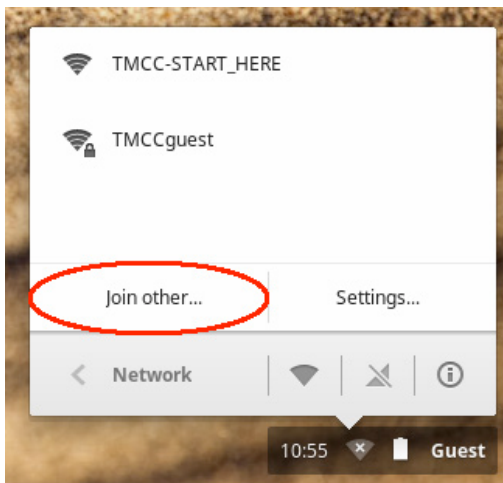 TMCC-START_HERE
TMCCguest
Join other...
Settings...
Network
10:55
Guest